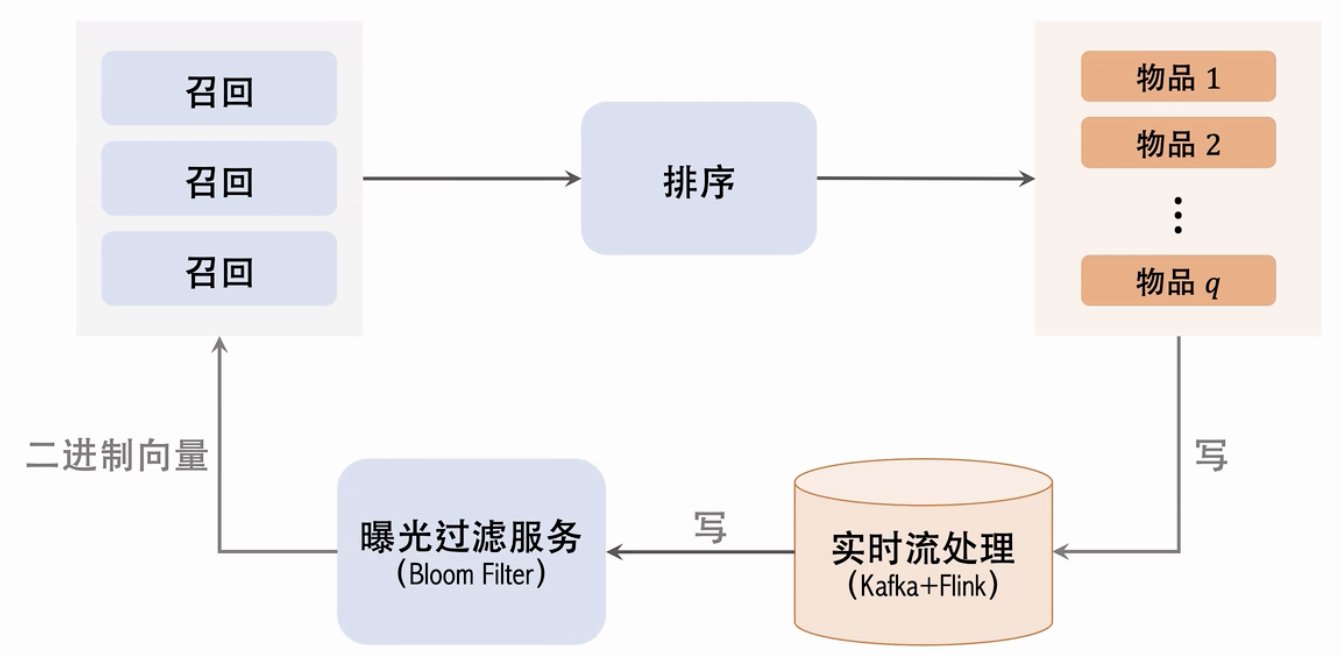 召回
召回
召回
排序
物品 1
物品 2
⋮
物品 q
二进制向量
写
曝光过滤服务
(Bloom Filter)
写
实时流处理
(Kafka+Flink)